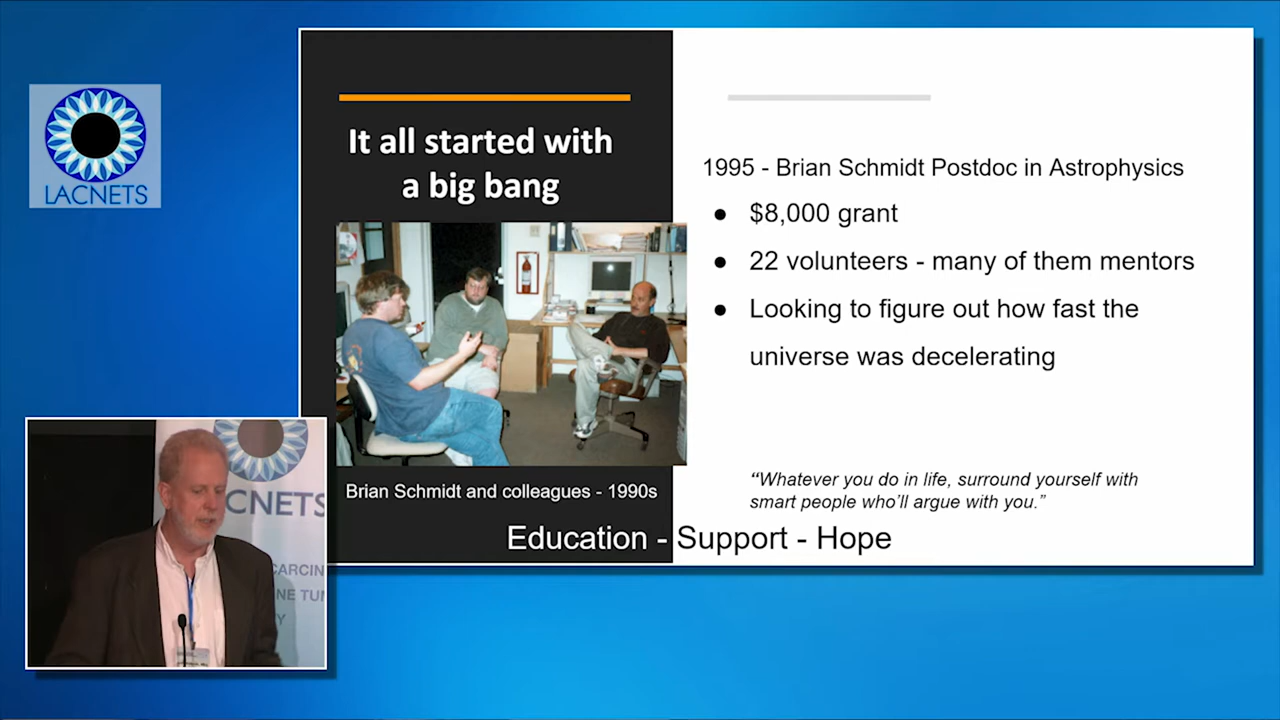 LACNETS
It all started with
a big bang
Brian Schmidt and colleagues - 1990s
1995 - Brian Schmidt Postdoc in Astrophysics
● $8,000 grant
● 22 volunteers - many of them mentors
● Looking to figure out how fast the
universe was decelerating
“Whatever you do in life, surround yourself with
smart people who’ll argue with you.”
Education - Support - Hope
CNETS
CARCIN
NE TU
Y